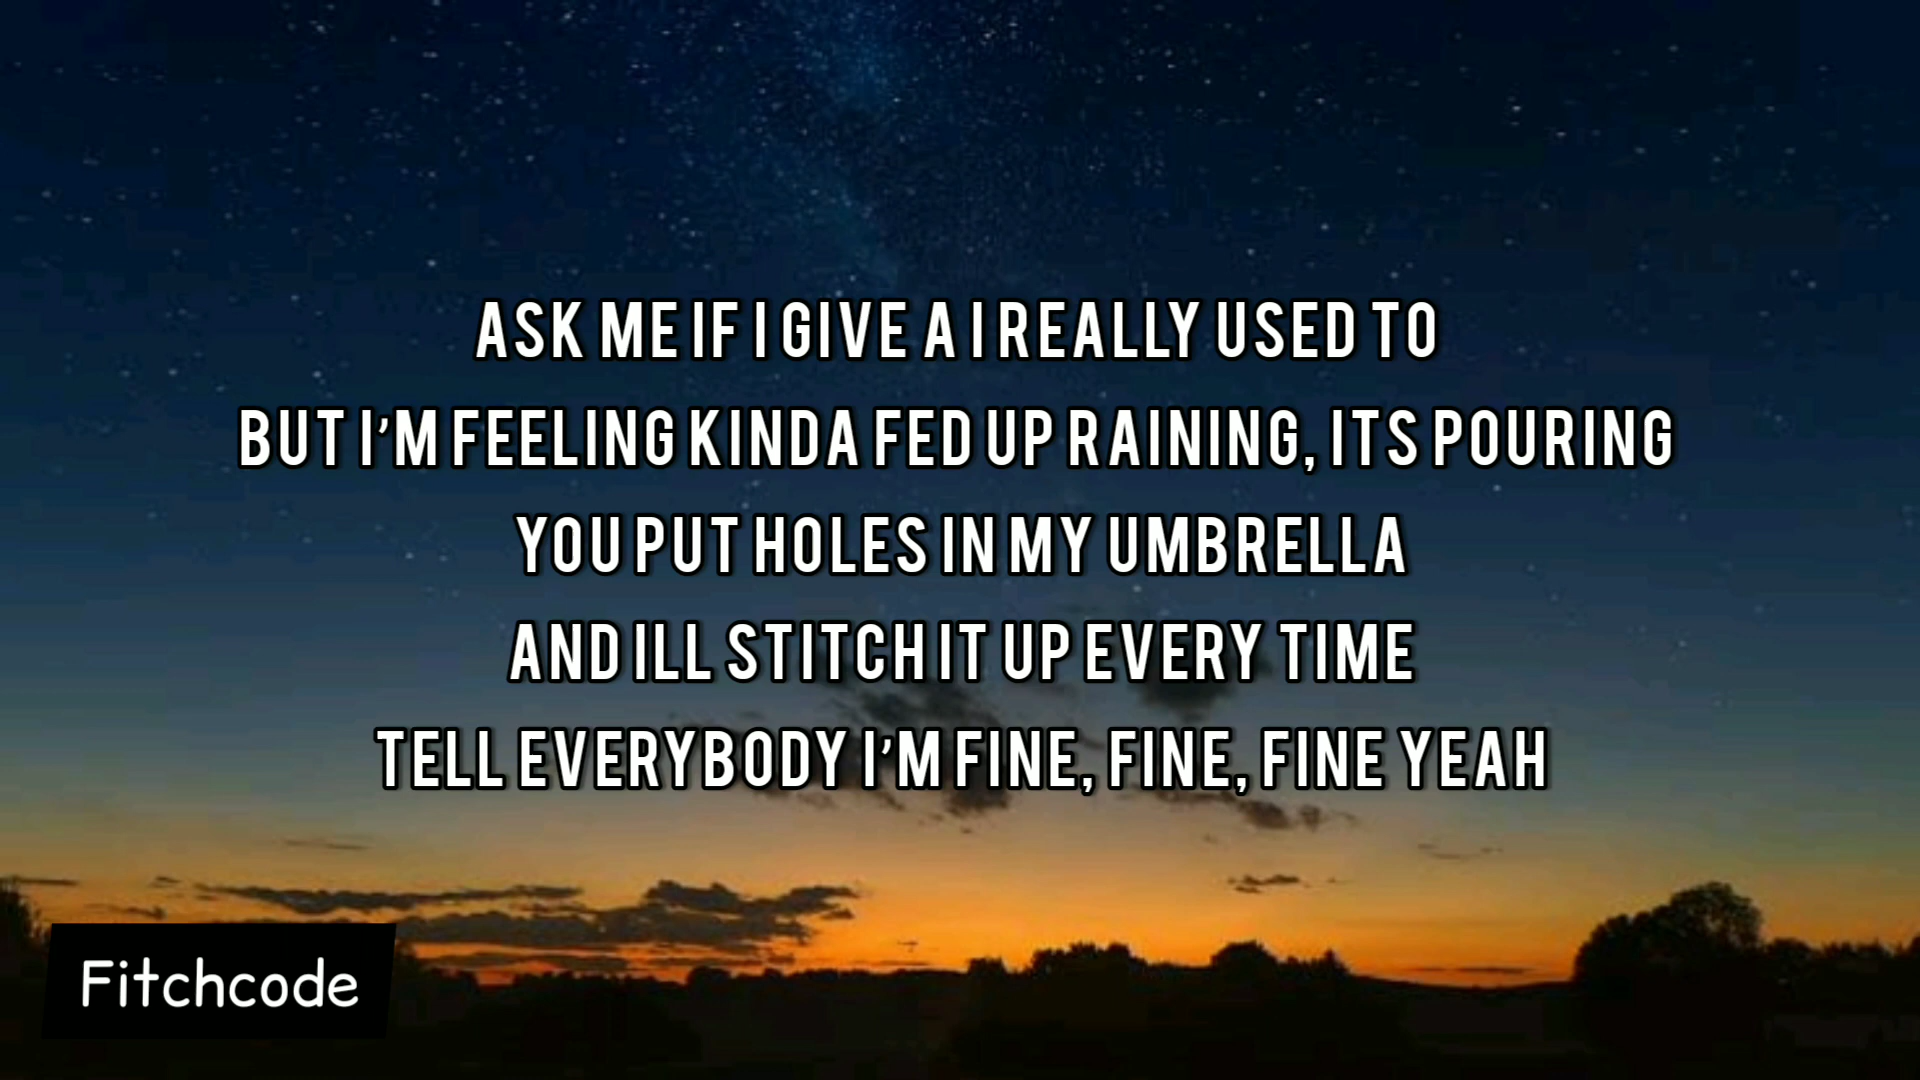 ASK ME IF I GIVE A I REALLY USED TO
BUT I'M FEELING KINDA FED UP RAINING, ITS POURING
YOU PUT HOLES IN MY UMBRELLA
AND ILL STITCH IT UP EVERY TIME
TELL EVERYBODY I'M FINE, FINE, FINE YEAH
Fitchcode